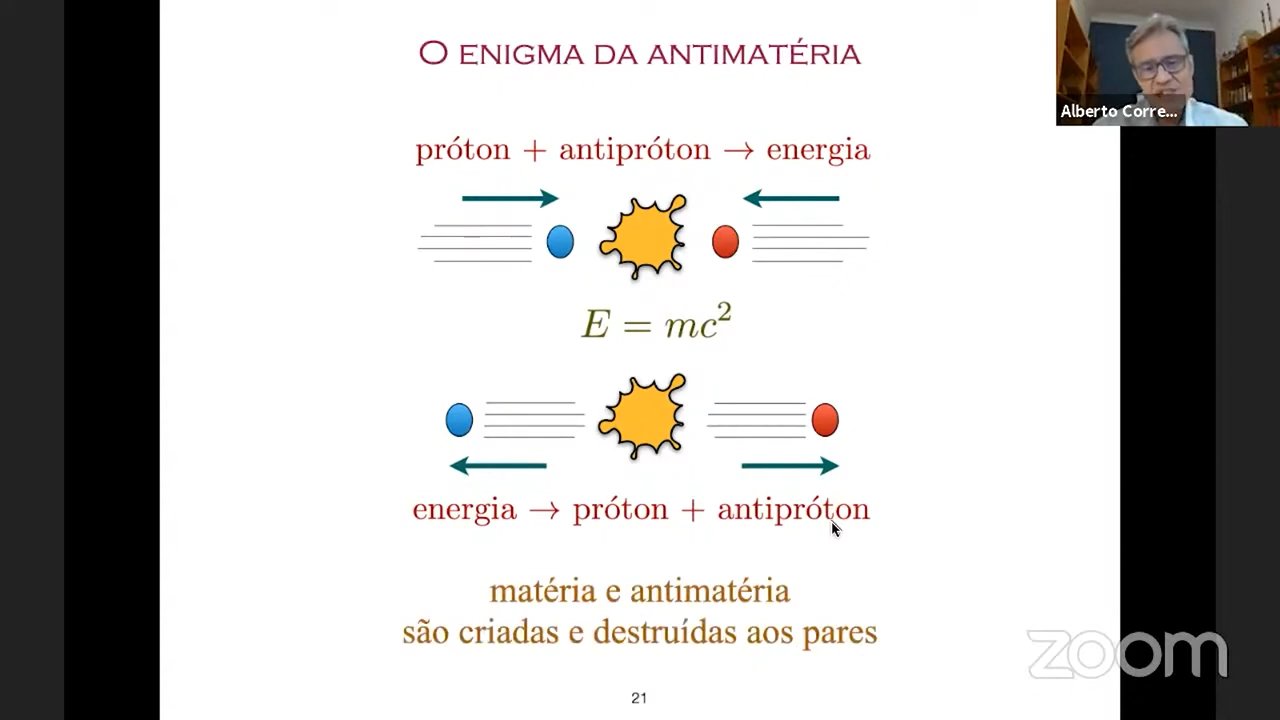 O ENIGMA DA ANTIMATÉRIA
Alberto Corre...
próton + antipróton → energia
E = mc²
energia → próton + antipróton
matéria e antimatéria
são criadas e destruídas aos pares
zoom
21